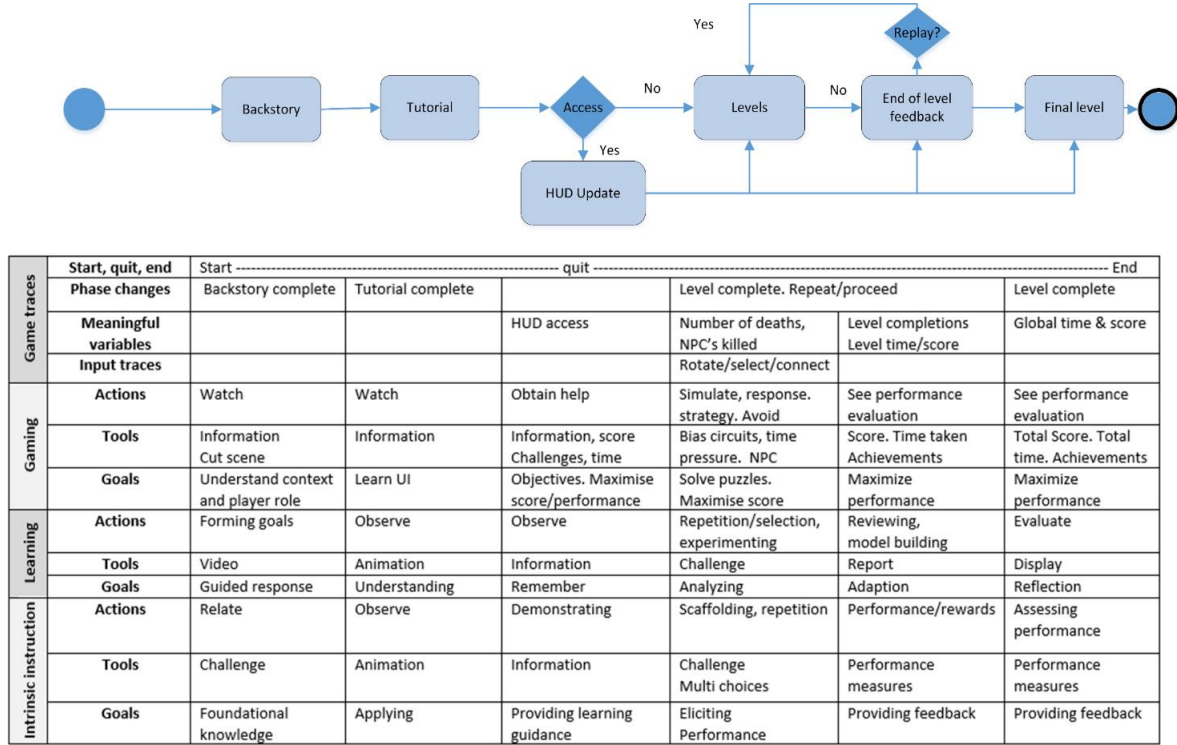 Yes
Replay?
Backstory
Tutorial
Access
No
Levels
No
End of level
feedback
Final level
Yes
HUD Update
Game traces
Start, quit, end
Start ---------------------------------------------------------------- quit ---------------------------------------------------------------------------------------------------- End
Phase changes
Backstory complete
Tutorial complete
Level complete. Repeat/proceed
Level complete
Meaningful
variables
HUD access
Number of deaths,
NPC's killed
Level completions
Level time/score
Global time & score
Input traces
Rotate/select/connect
Gaming
Actions
Watch
Watch
Obtain help
Simulate, response.
strategy. Avoid
See performance
evaluation
See performance
evaluation
Tools
Information
Cut scene
Information
Information, score
Challenges, time
Bias circuits, time
pressure. NPC
Score. Time taken
Achievements
Total Score. Total
time. Achievements
Goals
Understand context
and player role
Learn UI
Objectives. Maximise
score/performance
Solve puzzles.
Maximise score
Maximize
performance
Maximize
performance
Learning
Actions
Forming goals
Observe
Observe
Repetition/selection,
experimenting
Reviewing,
model building
Evaluate
Tools
Video
Animation
Information
Challenge
Report
Display
Goals
Guided response
Understanding
Remember
Analyzing
Adaption
Reflection
Intrinsic instruction
Actions
Relate
Observe
Demonstrating
Scaffolding, repetition
Performance/rewards
Assessing
performance
Tools
Challenge
Animation
Information
Challenge
Multi choices
Performance
measures
Performance
measures
Goals
Foundational
knowledge
Applying
Providing learning
guidance
Eliciting
Performance
Providing feedback
Providing feedback